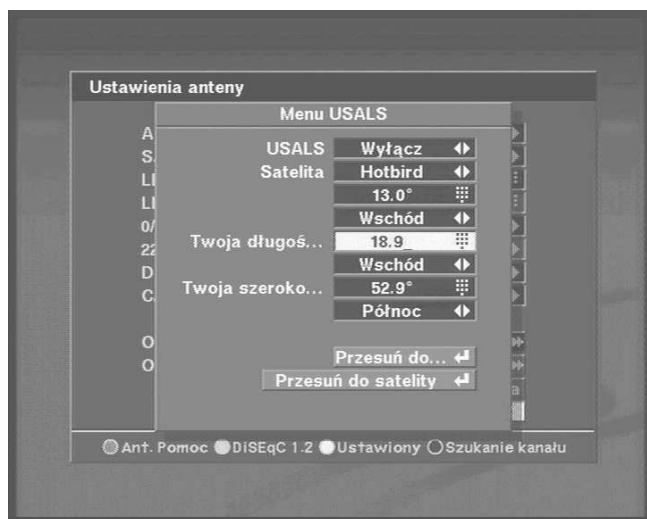 Ustawienia anteny
Menu USALS
USALS Wyłącz
Satelita Hotbird
13.0°
Wschód
Twoja długoś... 18.9_
Wschód
Twoja szeroko... 52.9°
Północ
Przesuń do...
Przesuń do satelity
Ant. Pomoc DiSEqC 1.2 Ustawiony Szukanie kanału